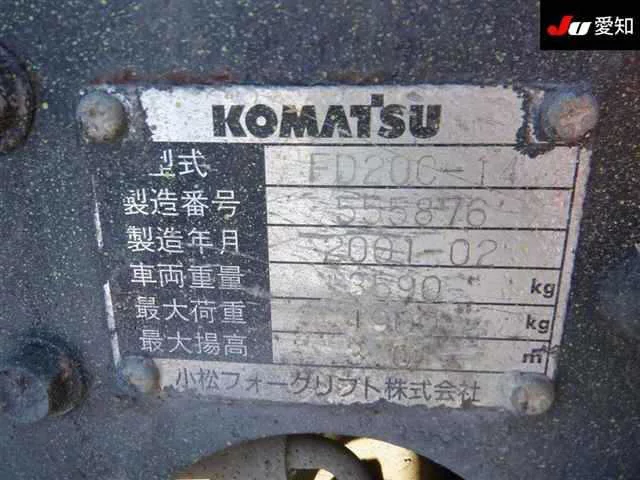 JU 愛知
KOMATSU
型式 FD20C-14
製造番号 555876
製造年月 2001-02
車両重量 3590 kg
最大荷重 kg
最大揚高 m
小松フォークリフト株式会社